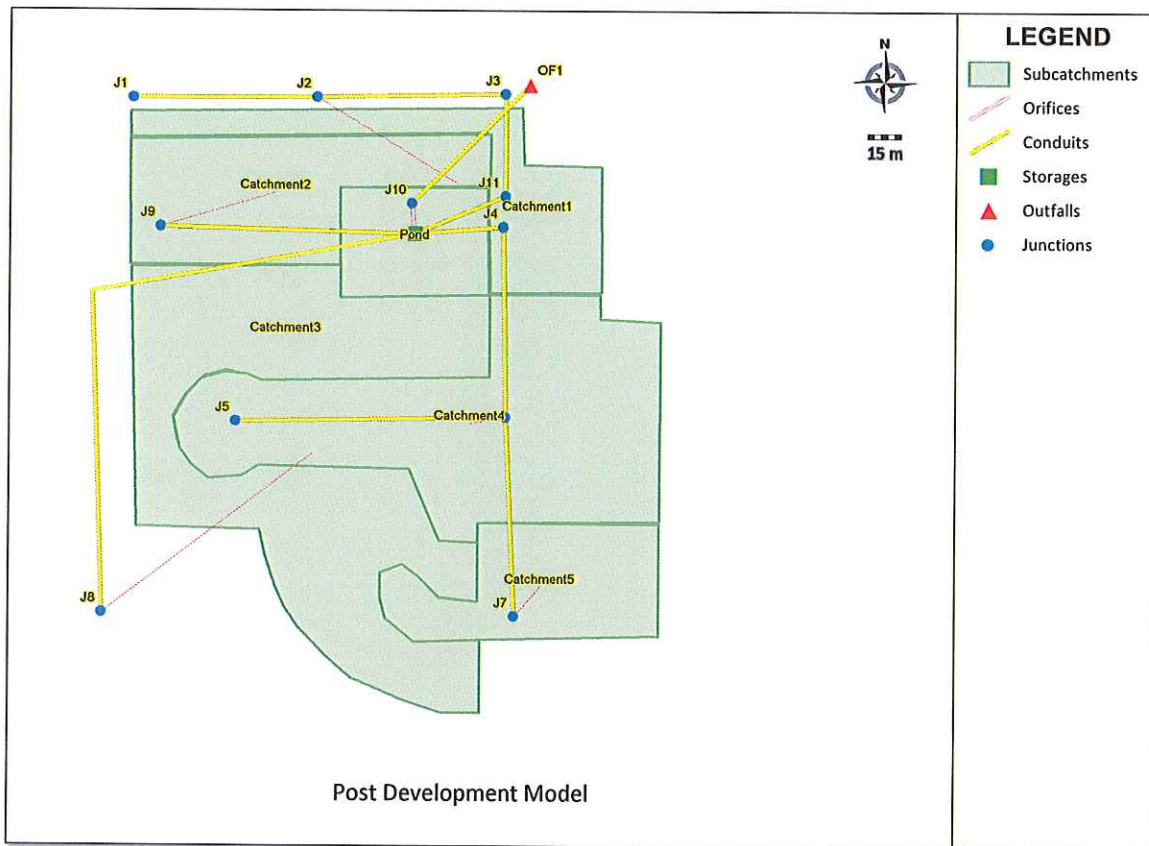 J1
J2
J3
OF1
N
15 m
Catchment2
J10
J11
Catchment1
J9
J4
Pond
Catchment3
J5
Catchment4
Catchment5
J8
J7
Post Development Model
LEGEND
Subcatchments
Orifices
Conduits
Storages
Outfalls
Junctions